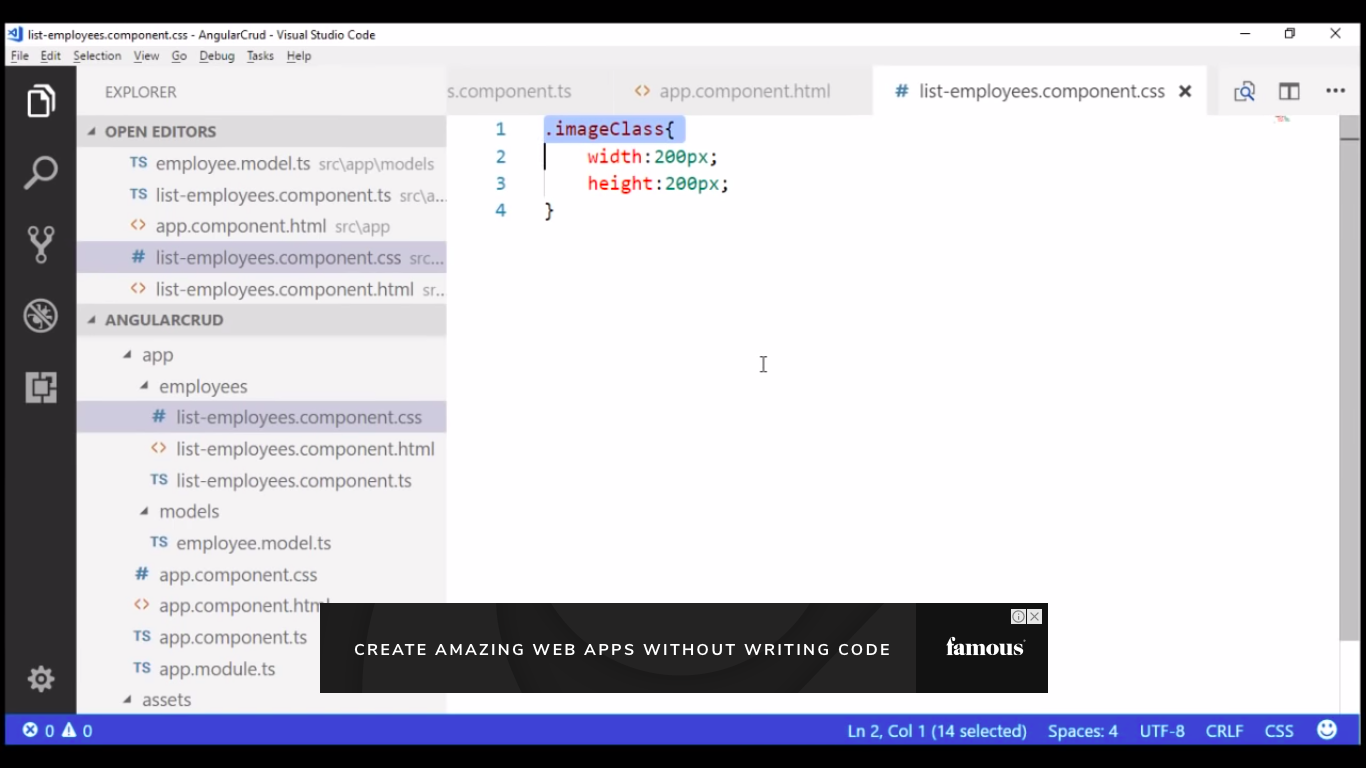 list-employees.component.css - AngularCrud - Visual Studio Code
File Edit Selection View Go Debug Tasks Help
EXPLORER
OPEN EDITORS
TS employee.model.ts src\app\models
TS list-employees.component.ts src\a...
<> app.component.html src\app
# list-employees.component.css src...
<> list-employees.component.html sr...
ANGULARCRUD
app
employees
# list-employees.component.css
<> list-employees.component.html
TS list-employees.component.ts
models
TS employee.model.ts
# app.component.css
<> app.component.html
TS app.component.ts
TS app.module.ts
assets
s.component.ts <> app.component.html # list-employees.component.css
1 .imageClass{
2 width:200px;
3 height:200px;
4 }
CREATE AMAZING WEB APPS WITHOUT WRITING CODE famous
0 0 Ln 2, Col 1 (14 selected) Spaces: 4 UTF-8 CRLF CSS